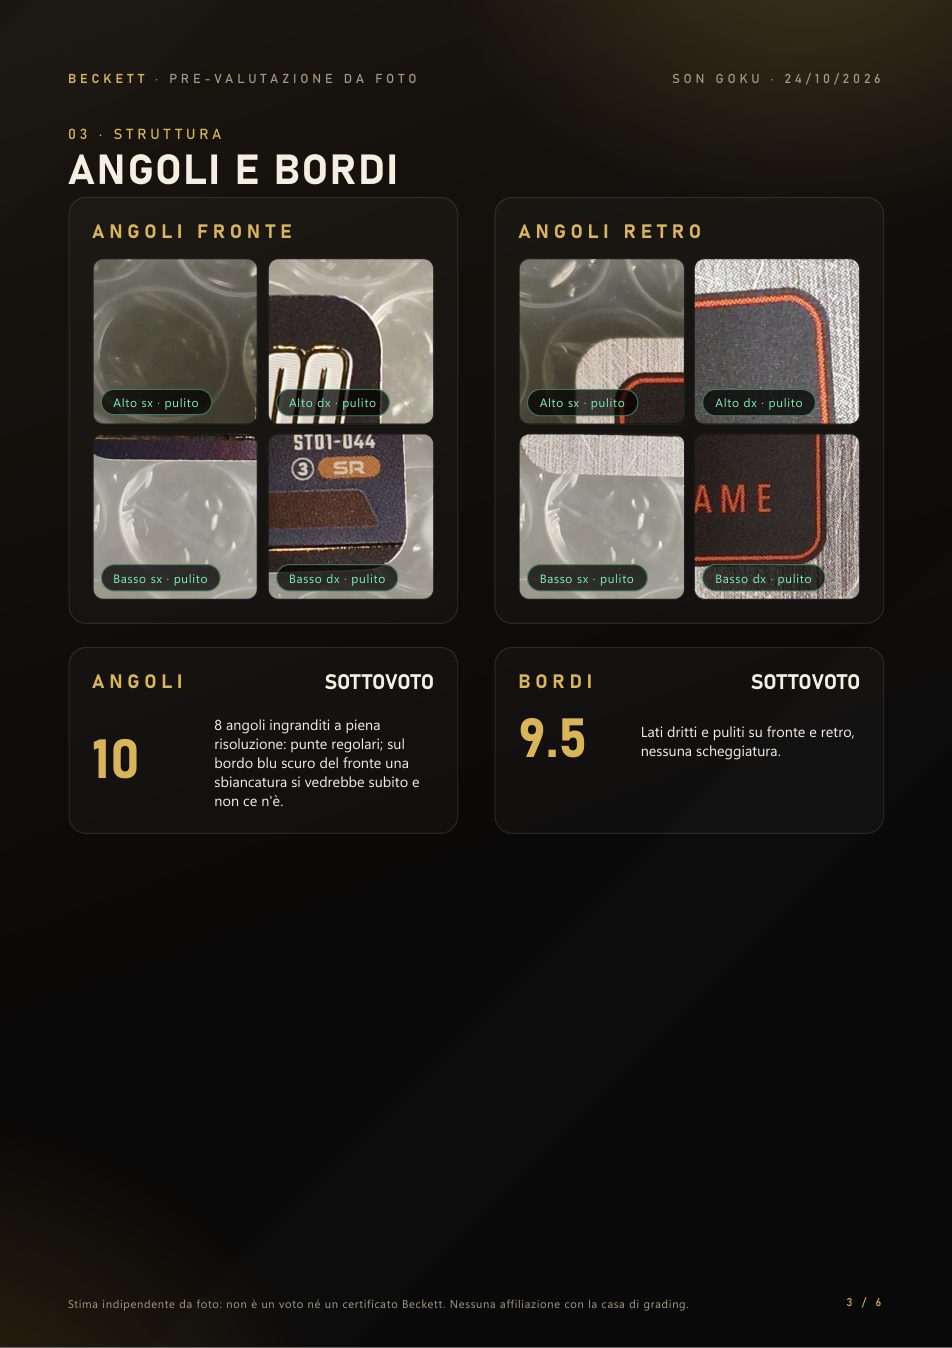 BECKETT · PRE-VALUTAZIONE DA FOTO
SON GOKU · 24/10/2026
03 · STRUTTURA
ANGOLI E BORDI
ANGOLI FRONTE
Alto sx · pulito
Alto dx · pulito
ST01-044
3 SR
Basso sx · pulito
Basso dx · pulito
ANGOLI RETRO
Alto sx · pulito
Alto dx · pulito
AME
Basso sx · pulito
Basso dx · pulito
ANGOLI
SOTTOVOTO
10
8 angoli ingranditi a piena
risoluzione: punte regolari; sul
bordo blu scuro del fronte una
sbiancatura si vedrebbe subito e
non ce n'è.
BORDI
SOTTOVOTO
9.5
Lati dritti e puliti su fronte e retro,
nessuna scheggiatura.
Stima indipendente da foto: non è un voto né un certificato Beckett. Nessuna affiliazione con la casa di grading.
3 / 6